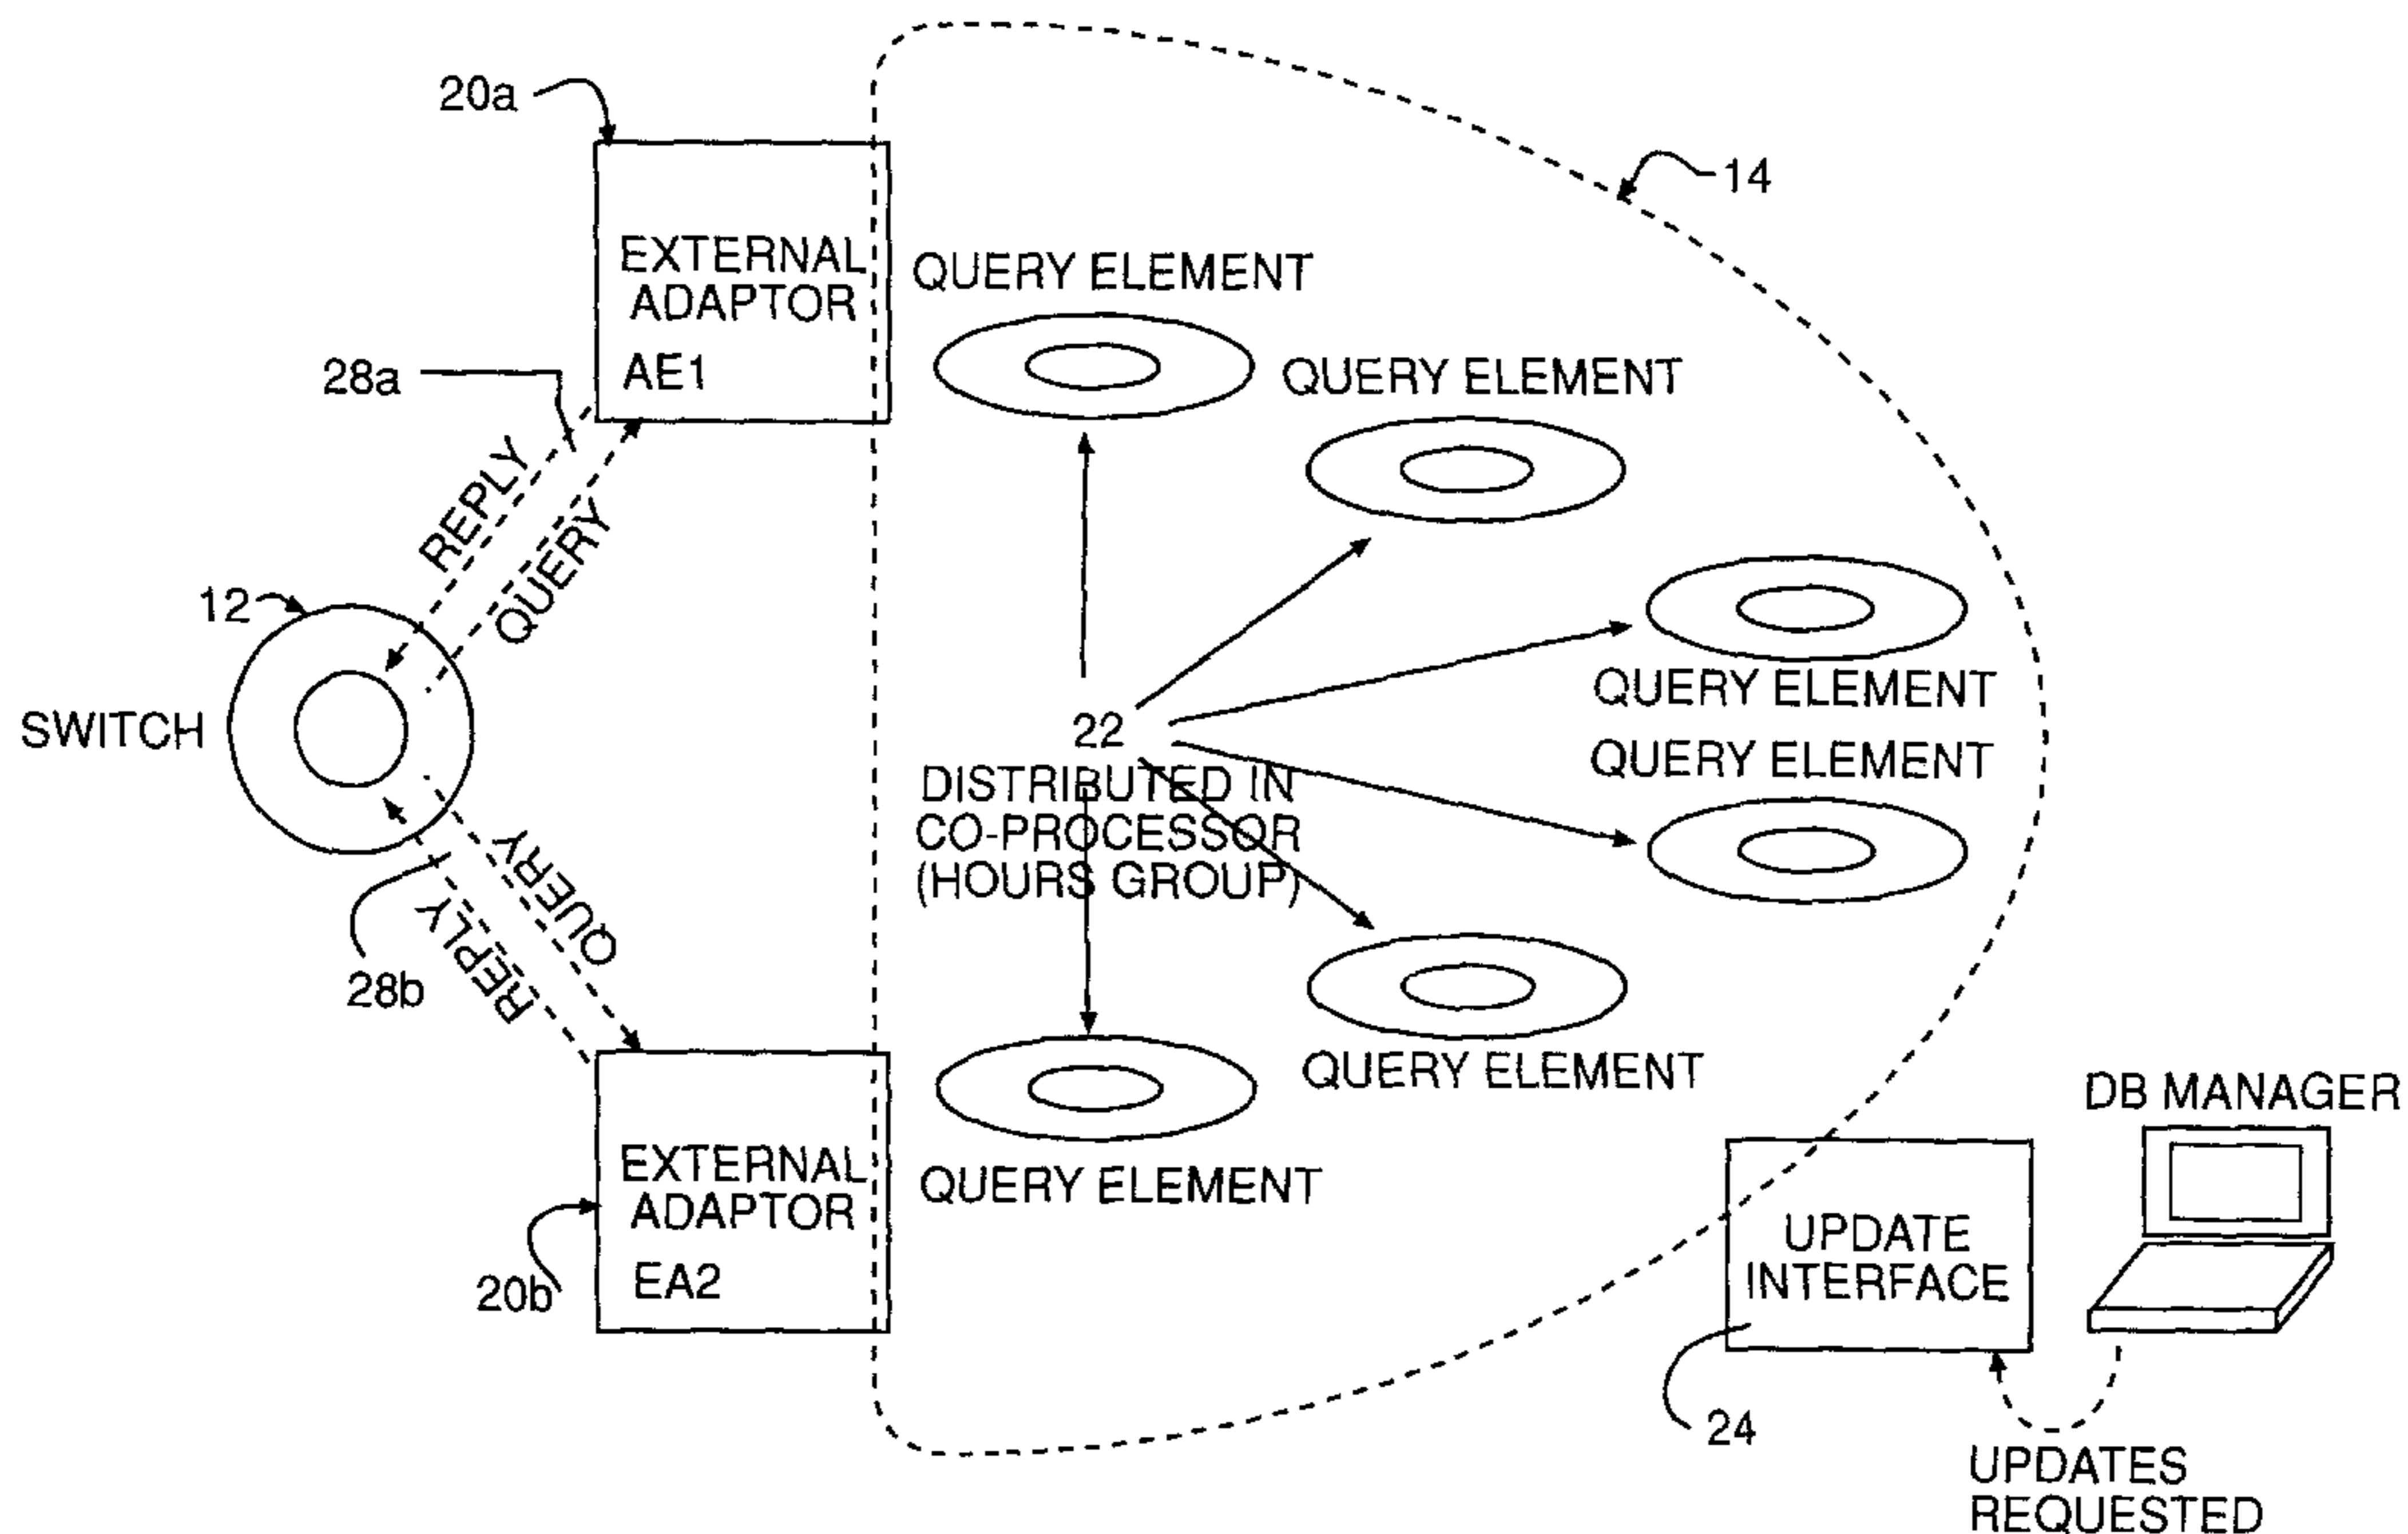 20a
14
EXTERNAL
ADAPTOR
AE1
QUERY ELEMENT
28a
QUERY ELEMENT
REPLY
QUERY
12
SWITCH
QUERY ELEMENT
22
QUERY ELEMENT
DISTRIBUTED IN
CO-PROCESSOR
(HOURS GROUP)
QUERY
REPLY
28b
QUERY ELEMENT
EXTERNAL
ADAPTOR
EA2
20b
QUERY ELEMENT
DB MANAGER
UPDATE
INTERFACE
24
UPDATES
REQUESTED